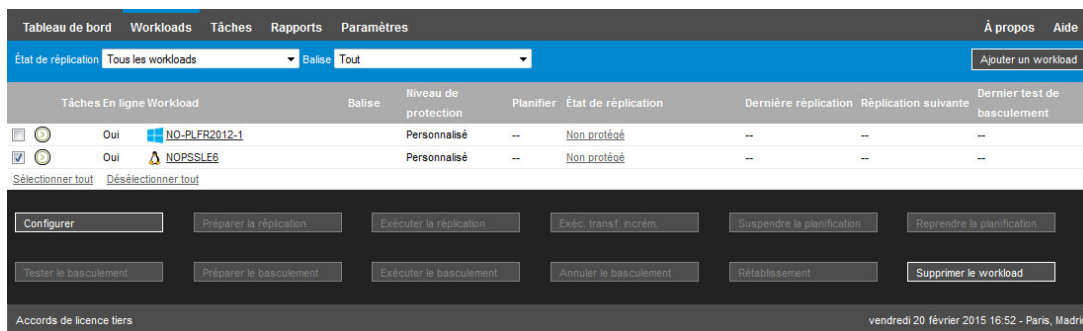 Tableau de bord Workloads Tâches Rapports Paramètres À propos Aide
État de réplication Tous les workloads Balise Tout Ajouter un workload
Tâches En ligne Workload Balise Niveau de protection Planifier État de réplication Dernière réplication Réplication suivante Dernier test de basculement
Oui NO-PLFR2012-1 Personnalisé -- Non protégé -- -- --
Oui NOPSSLE6 Personnalisé -- Non protégé -- -- --
Sélectionner tout Désélectionner tout
Configurer Préparer la réplication Exécuter la réplication Exéc. transf. incrém. Suspendre la planification Reprendre la planification
Tester le basculement Préparer le basculement Exécuter le basculement Annuler le basculement Rétablissement Supprimer le workload
Accords de licence tiers vendredi 20 février 2015 16:52 - Paris, Madri